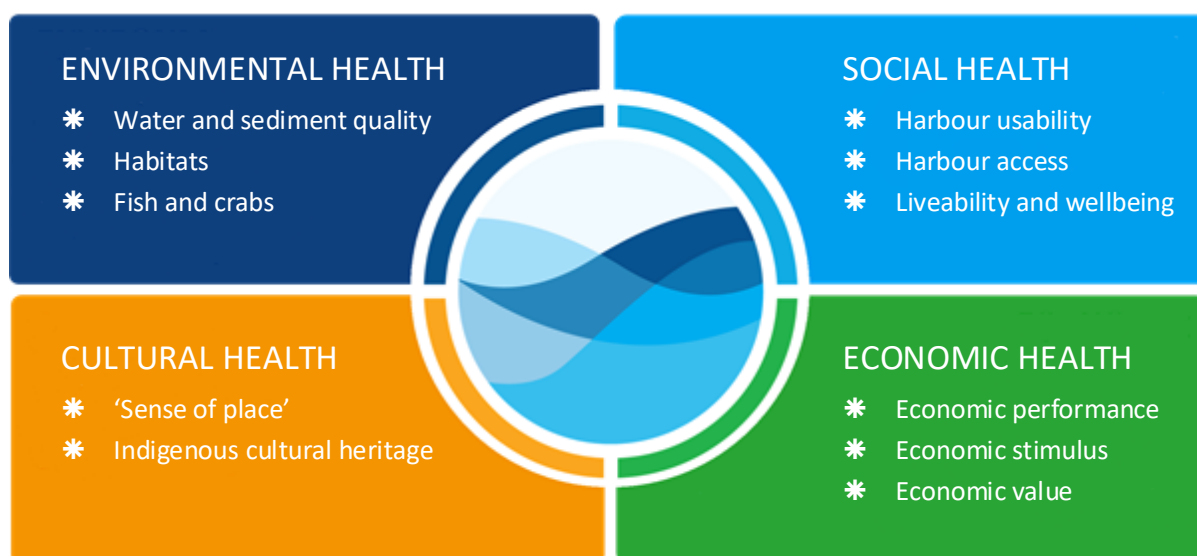 ENVIRONMENTAL HEALTH
⁕ Water and sediment quality
⁕ Habitats
⁕ Fish and crabs
SOCIAL HEALTH
⁕ Harbour usability
⁕ Harbour access
⁕ Liveability and wellbeing
CULTURAL HEALTH
⁕ ‘Sense of place’
⁕ Indigenous cultural heritage
ECONOMIC HEALTH
⁕ Economic performance
⁕ Economic stimulus
⁕ Economic value